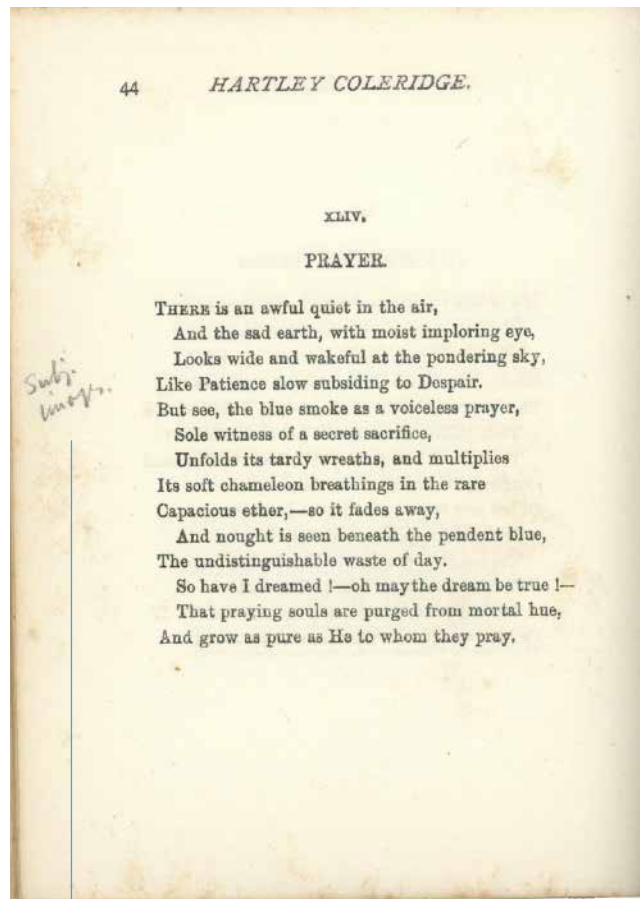 44 HARTLEY COLERIDGE.
XLIV.
PRAYER.
THERE is an awful quiet in the air,
And the sad earth, with moist imploring eye,
Looks wide and wakeful at the pondering sky,
Like Patience slow subsiding to Despair.
But see, the blue smoke as a voiceless prayer,
Sole witness of a secret sacrifice,
Unfolds its tardy wreaths, and multiplies
Its soft chameleon breathings in the rare
Capacious ether,—so it fades away,
And nought is seen beneath the pendent blue,
The undistinguishable waste of day.
So have I dreamed !—oh may the dream be true !—
That praying souls are purged from mortal hue,
And grow as pure as He to whom they pray.
Subj.